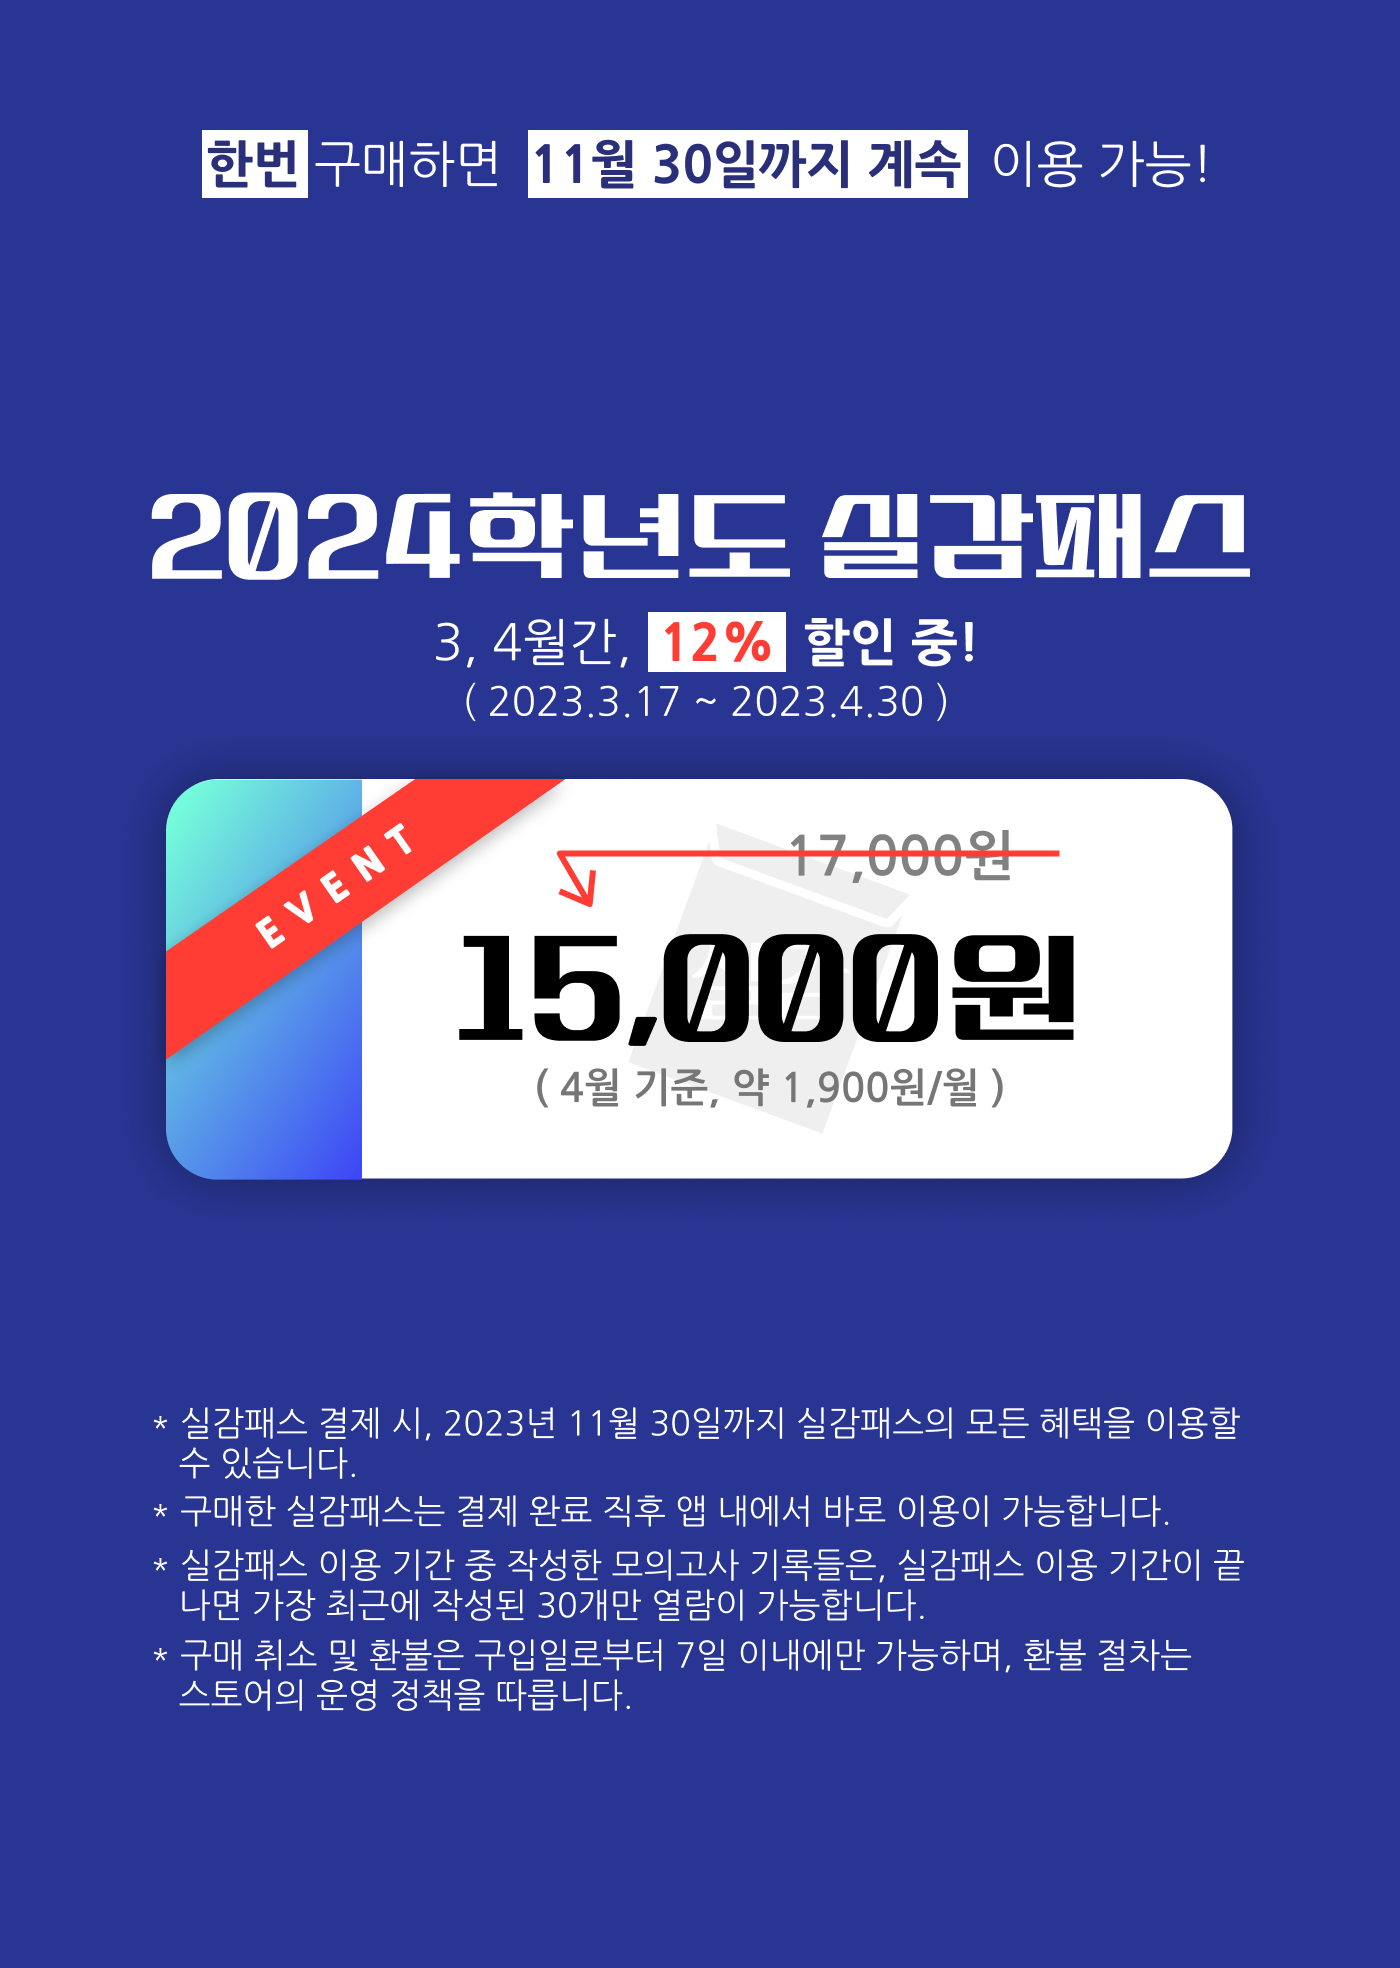 한번 구매하면 11월 30일까지 계속 이용 가능!
2024학년도 실감패스
3, 4월간, 12% 할인 중!
( 2023.3.17 ~ 2023.4.30 )
EVENT
17,000원
15,000원
( 4월 기준, 약 1,900원/월 )
* 실감패스 결제 시, 2023년 11월 30일까지 실감패스의 모든 혜택을 이용할
수 있습니다.
* 구매한 실감패스는 결제 완료 직후 앱 내에서 바로 이용이 가능합니다.
* 실감패스 이용 기간 중 작성한 모의고사 기록들은, 실감패스 이용 기간이 끝
나면 가장 최근에 작성된 30개만 열람이 가능합니다.
* 구매 취소 및 환불은 구입일로부터 7일 이내에만 가능하며, 환불 절차는
스토어의 운영 정책을 따릅니다.